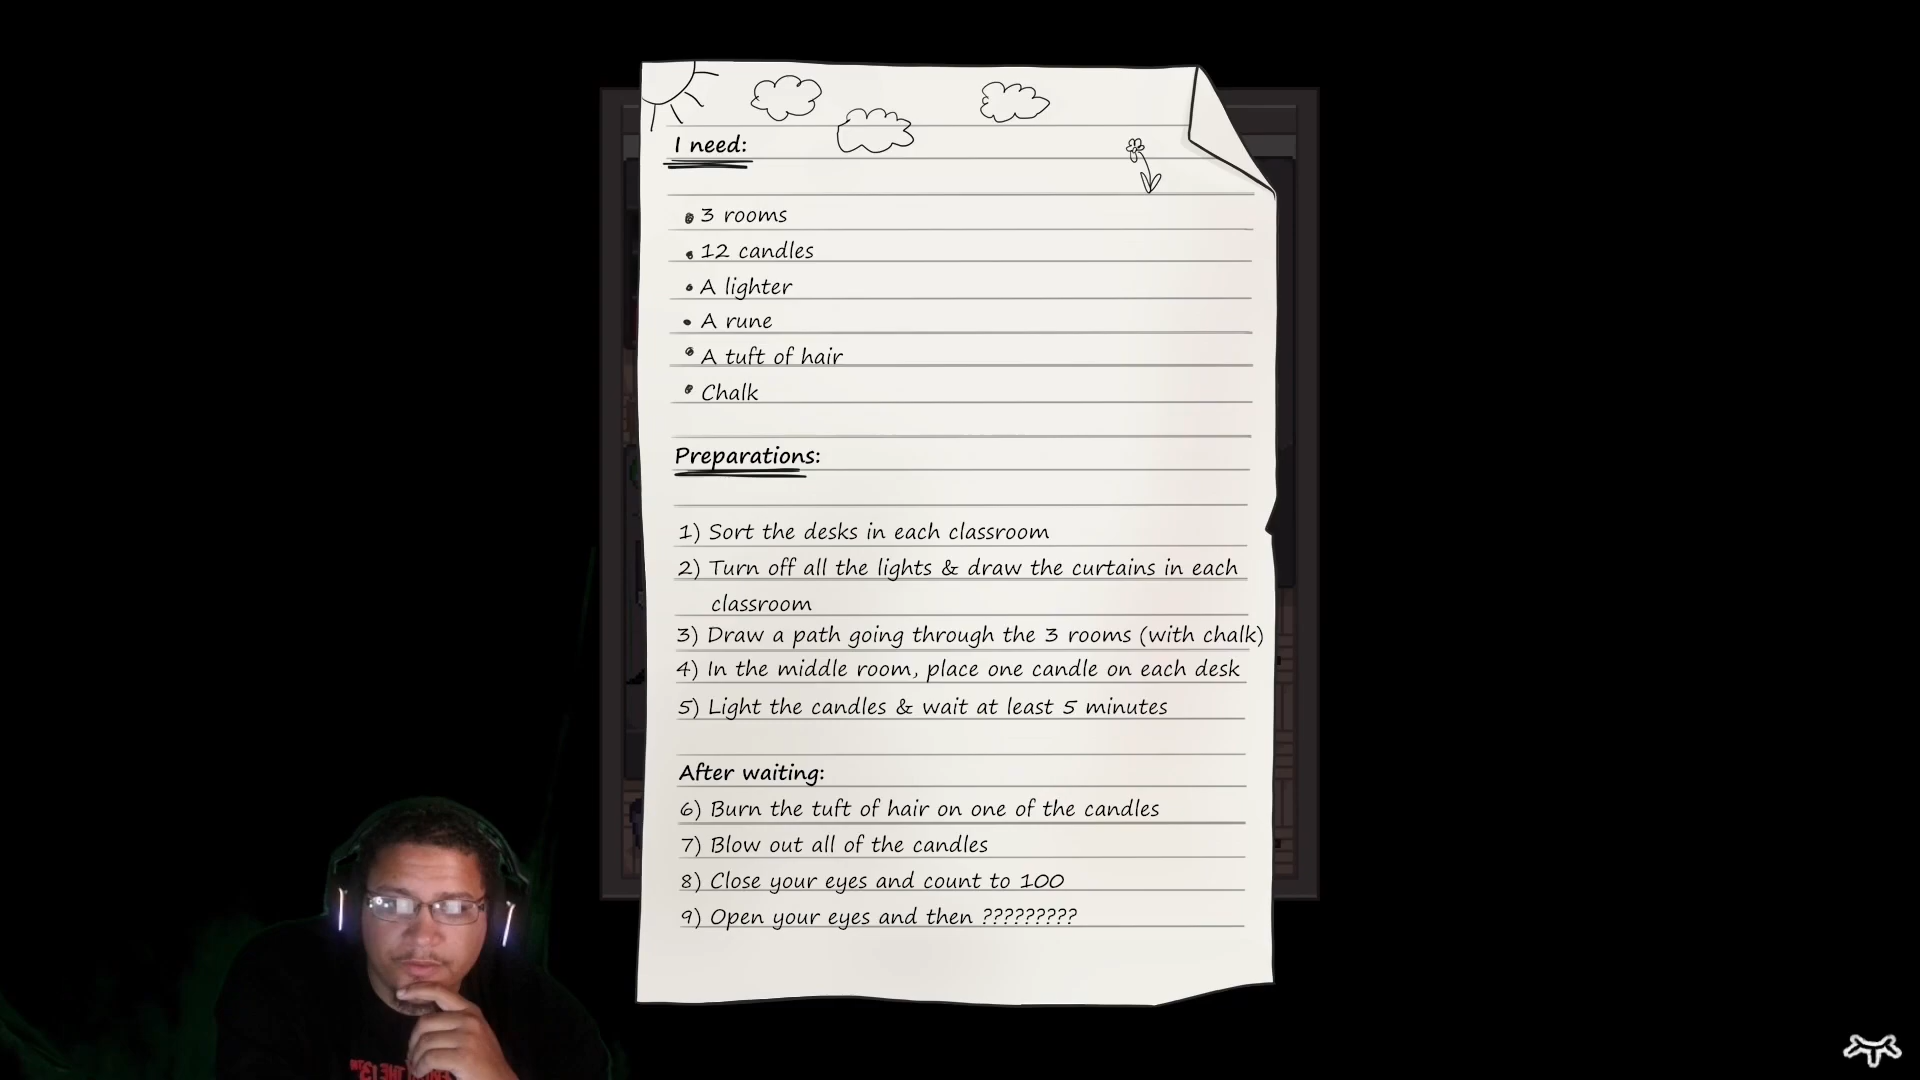 I need:
3 rooms
12 candles
A lighter
A rune
A tuft of hair
Chalk
Preparations:
1) Sort the desks in each classroom
2) Turn off all the lights & draw the curtains in each
classroom
3) Draw a path going through the 3 rooms (with chalk)
4) In the middle room, place one candle on each desk
5) Light the candles & wait at least 5 minutes
After waiting:
6) Burn the tuft of hair on one of the candles
7) Blow out all of the candles
8) Close your eyes and count to 100
9) Open your eyes and then ?????????